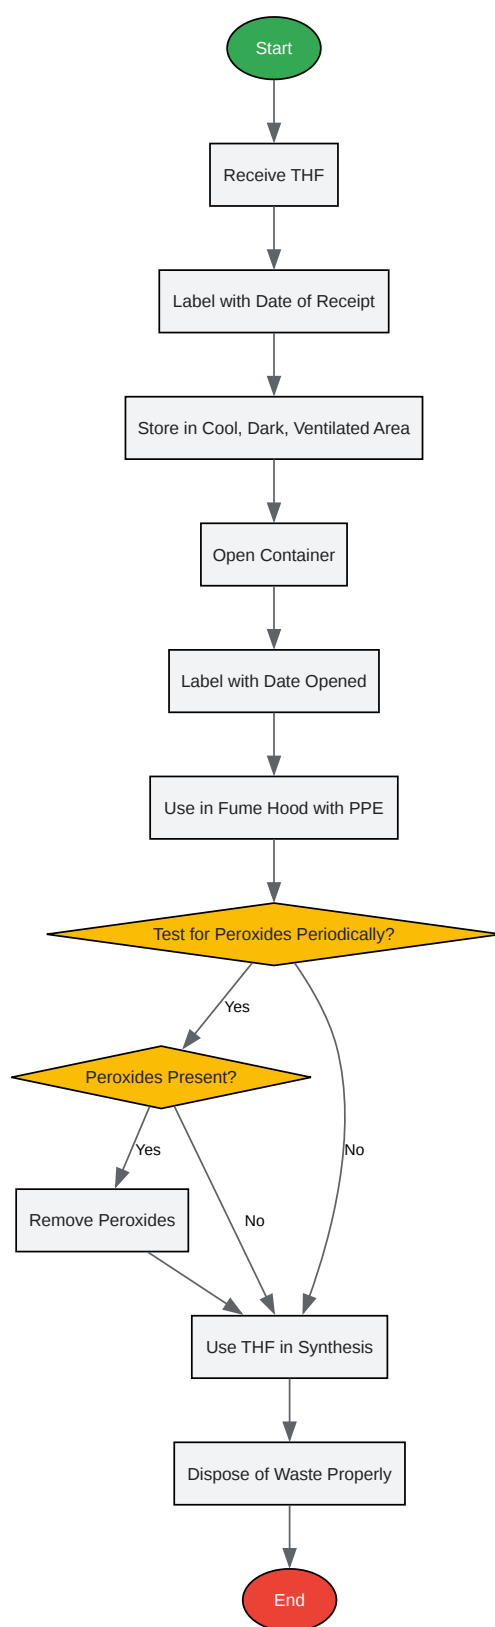 Start
Receive THF
Label with Date of Receipt
Store in Cool, Dark, Ventilated Area
Open Container
Label with Date Opened
Use in Fume Hood with PPE
Test for Peroxides Periodically?
Yes
Peroxides Present?
Yes
No
Remove Peroxides
No
Use THF in Synthesis
Dispose of Waste Properly
End